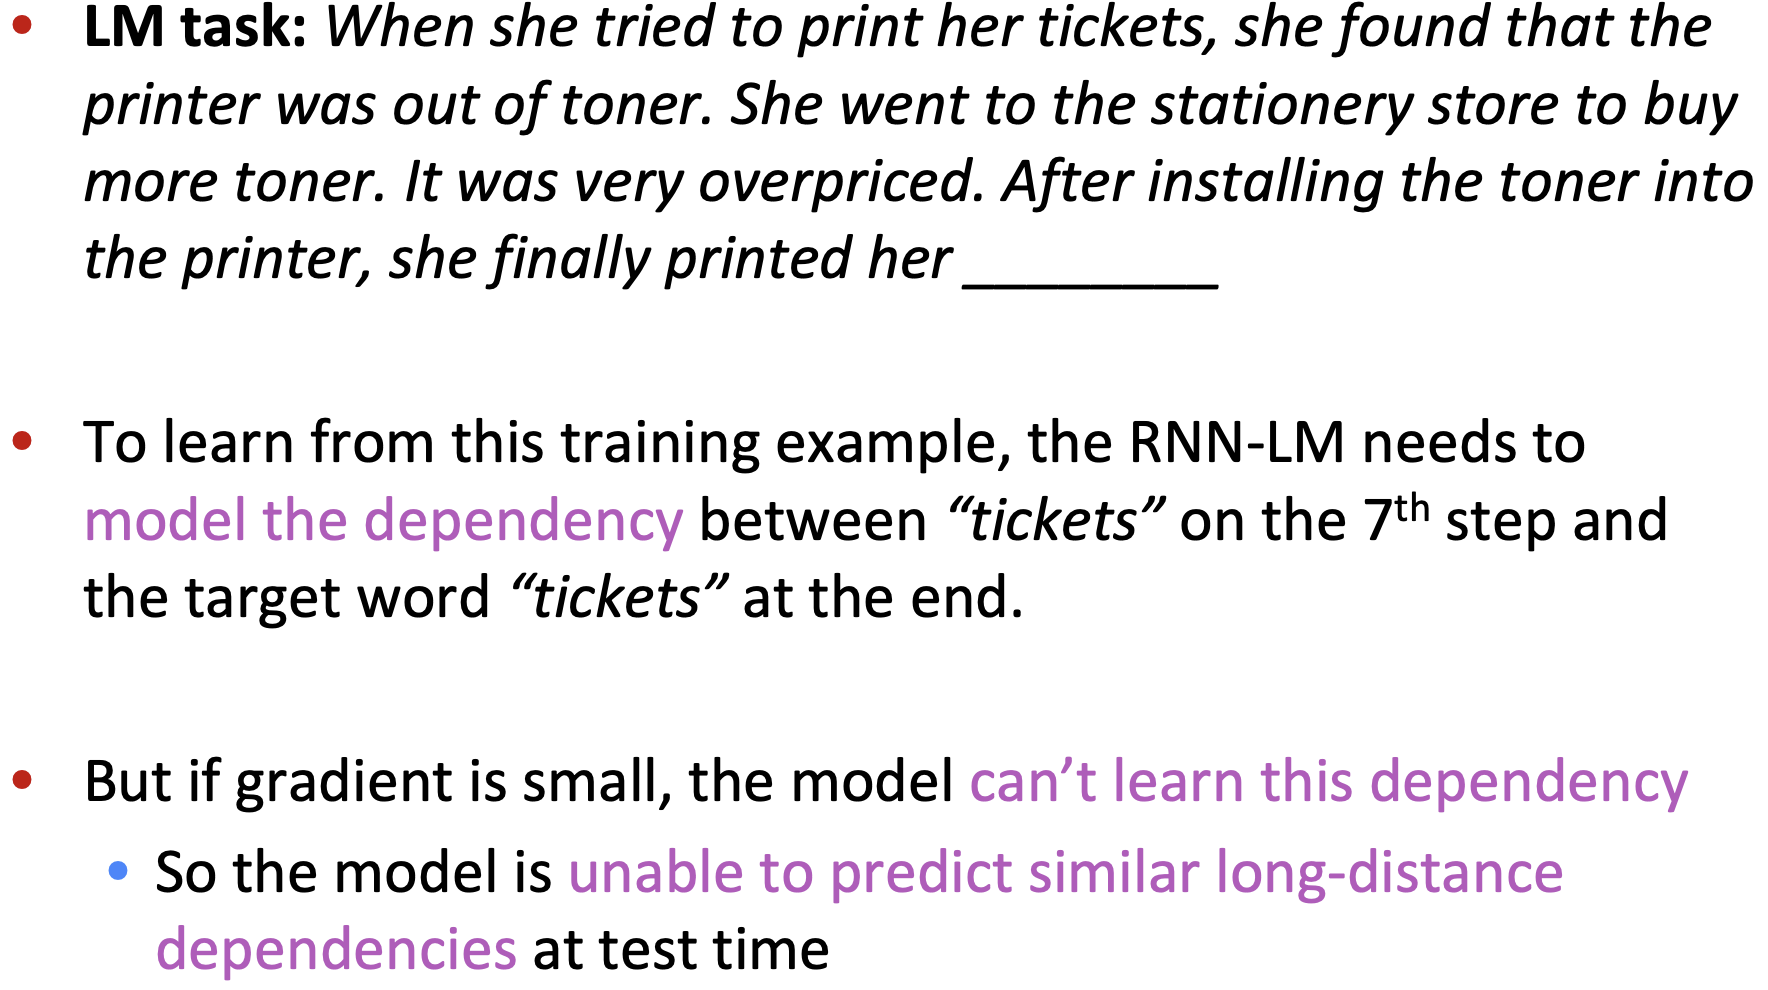 • LM task: When she tried to print her tickets, she found that the
printer was out of toner. She went to the stationery store to buy
more toner. It was very overpriced. After installing the toner into
the printer, she finally printed her ________
• To learn from this training example, the RNN-LM needs to
model the dependency between “tickets” on the 7th step and
the target word “tickets” at the end.
• But if gradient is small, the model can’t learn this dependency
• So the model is unable to predict similar long-distance
dependencies at test time